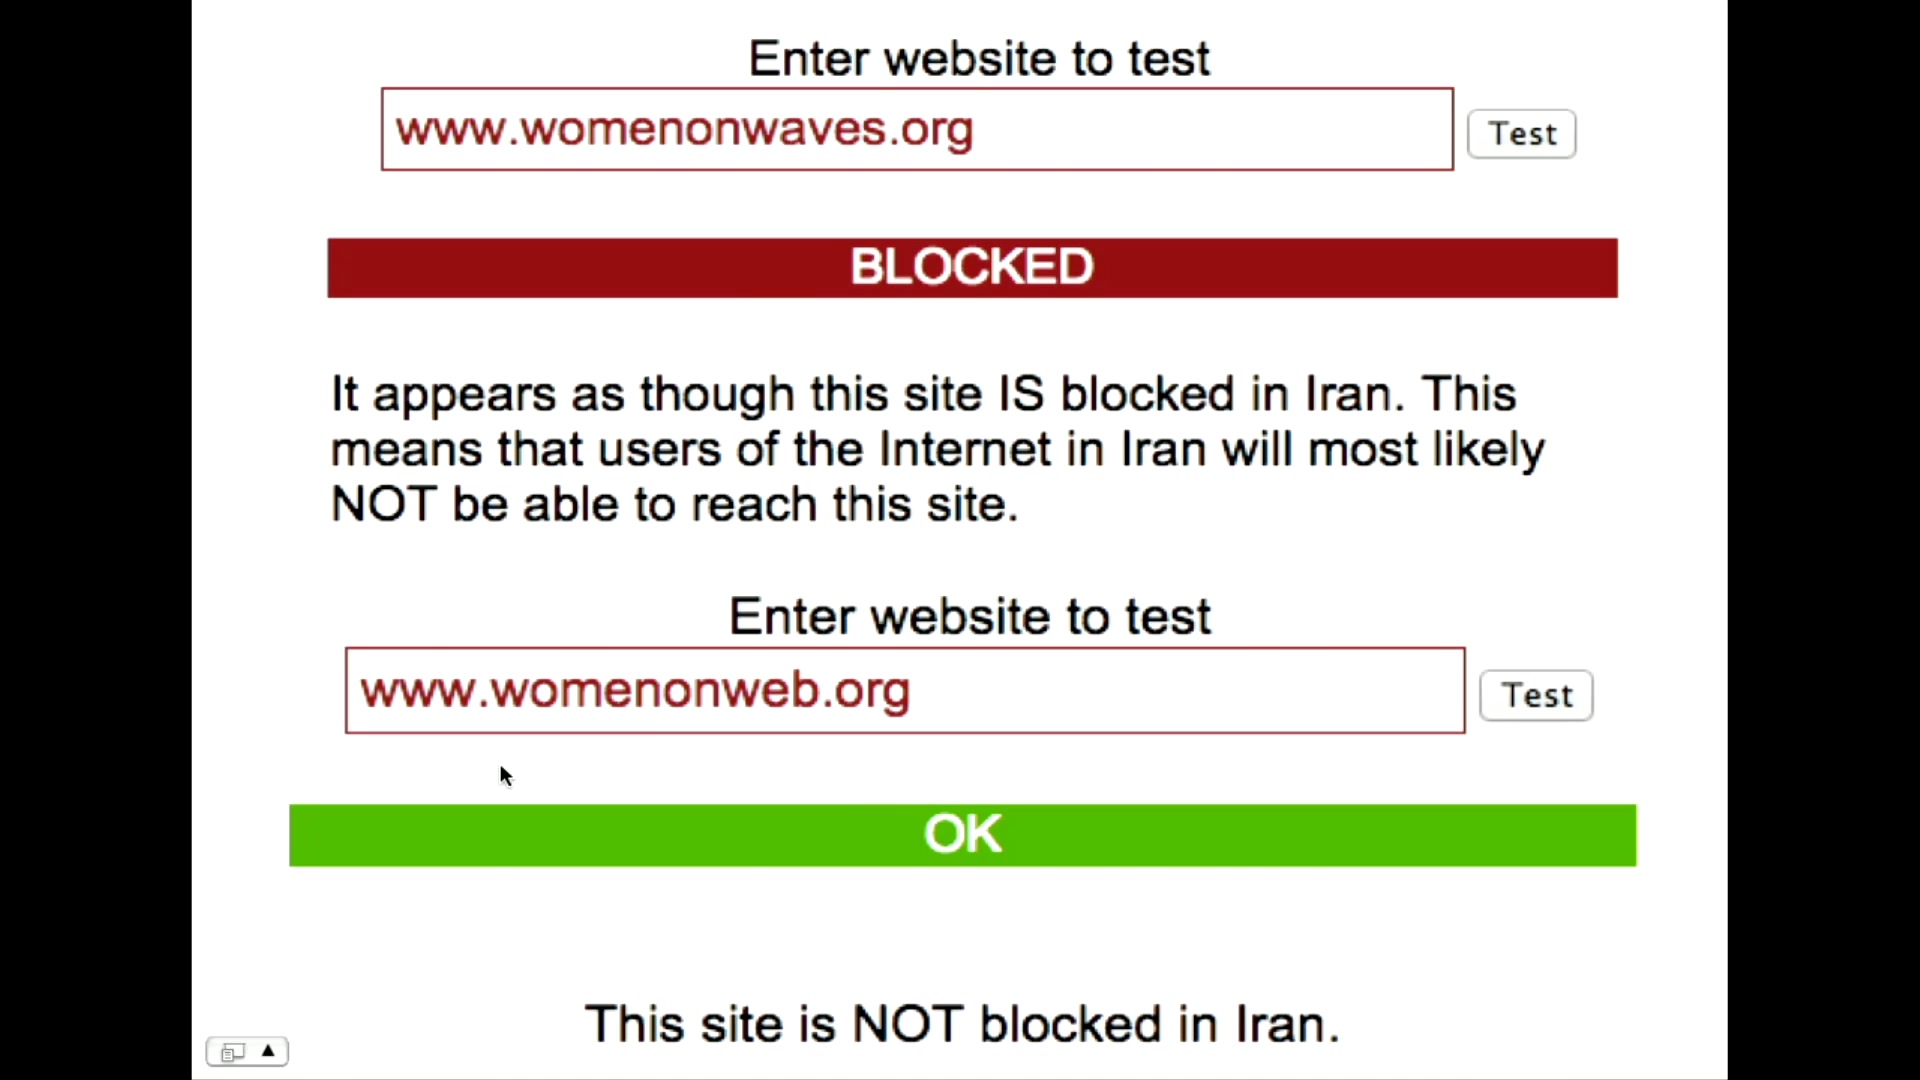 Enter website to test
www.womenonwaves.org
Test
BLOCKED
It appears as though this site IS blocked in Iran. This
means that users of the Internet in Iran will most likely
NOT be able to reach this site.
Enter website to test
www.womenonweb.org
Test
OK
This site is NOT blocked in Iran.